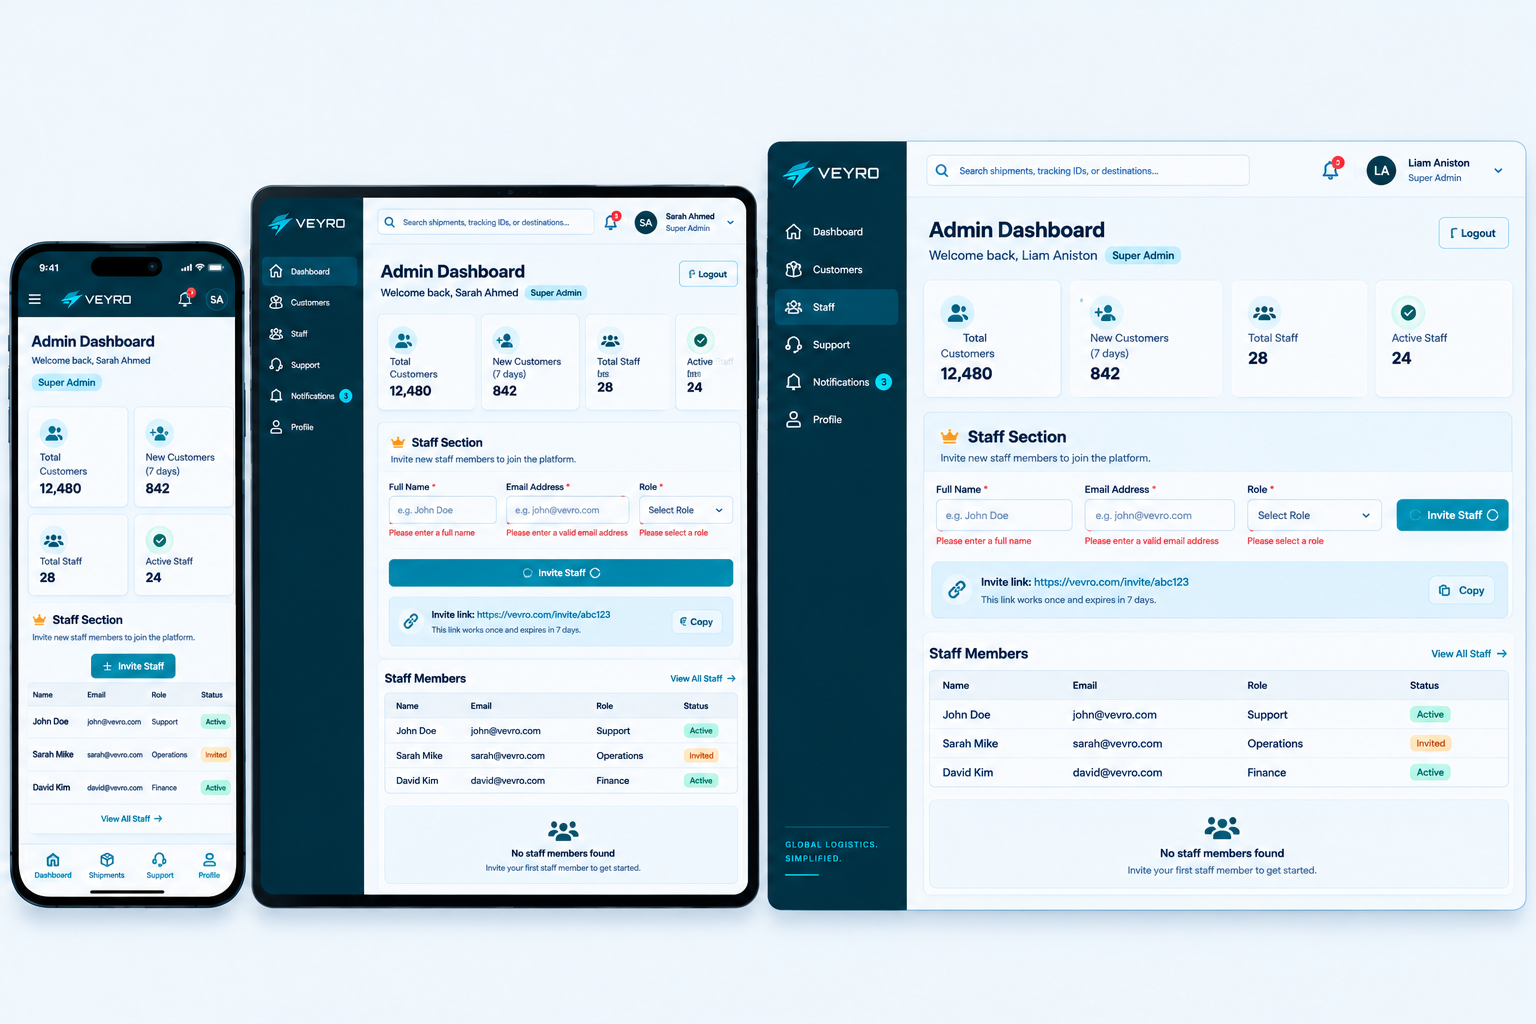 9:41
VEYRO
SA
Admin Dashboard
Welcome back, Sarah Ahmed
Super Admin
Total
Customers
12,480
New Customers
(7 days)
842
Total Staff
28
Active Staff
24
Staff Section
Invite new staff members to join the platform.
Invite Staff
Name Email Role Status
John Doe john@vevro.com Support Active
Sarah Mike sarah@vevro.com Operations Invited
David Kim david@vevro.com Finance Active
View All Staff →
Dashboard Shipments Support Profile
VEYRO
Dashboard
Customers
Staff
Support
Notifications 3
Profile
Search shipments, tracking IDs, or destinations...
SA
Sarah Ahmed
Super Admin
Admin Dashboard
Welcome back, Sarah Ahmed Super Admin
Logout
Total
Customers
12,480
New Customers
(7 days)
842
Total Staff
28
Active Staff
24
Staff Section
Invite new staff members to join the platform.
Full Name * Email Address * Role *
e.g. John Doe e.g. john@vevro.com Select Role
Please enter a full name Please enter a valid email address Please select a role
Invite Staff
Invite link: https://vevro.com/invite/abc123
This link works once and expires in 7 days.
Copy
Staff Members View All Staff →
Name Email Role Status
John Doe john@vevro.com Support Active
Sarah Mike sarah@vevro.com Operations Invited
David Kim david@vevro.com Finance Active
No staff members found
Invite your first staff member to get started.
VEYRO
Dashboard
Customers
Staff
Support
Notifications 3
Profile
GLOBAL LOGISTICS.
SIMPLIFIED.
Search shipments, tracking IDs, or destinations...
LA
Liam Aniston
Super Admin
Admin Dashboard
Welcome back, Liam Aniston Super Admin
Logout
Total
Customers
12,480
New Customers
(7 days)
842
Total Staff
28
Active Staff
24
Staff Section
Invite new staff members to join the platform.
Full Name * Email Address * Role *
e.g. John Doe e.g. john@vevro.com Select Role Invite Staff
Please enter a full name Please enter a valid email address Please select a role
Invite link: https://vevro.com/invite/abc123
This link works once and expires in 7 days.
Copy
Staff Members View All Staff →
Name Email Role Status
John Doe john@vevro.com Support Active
Sarah Mike sarah@vevro.com Operations Invited
David Kim david@vevro.com Finance Active
No staff members found
Invite your first staff member to get started.